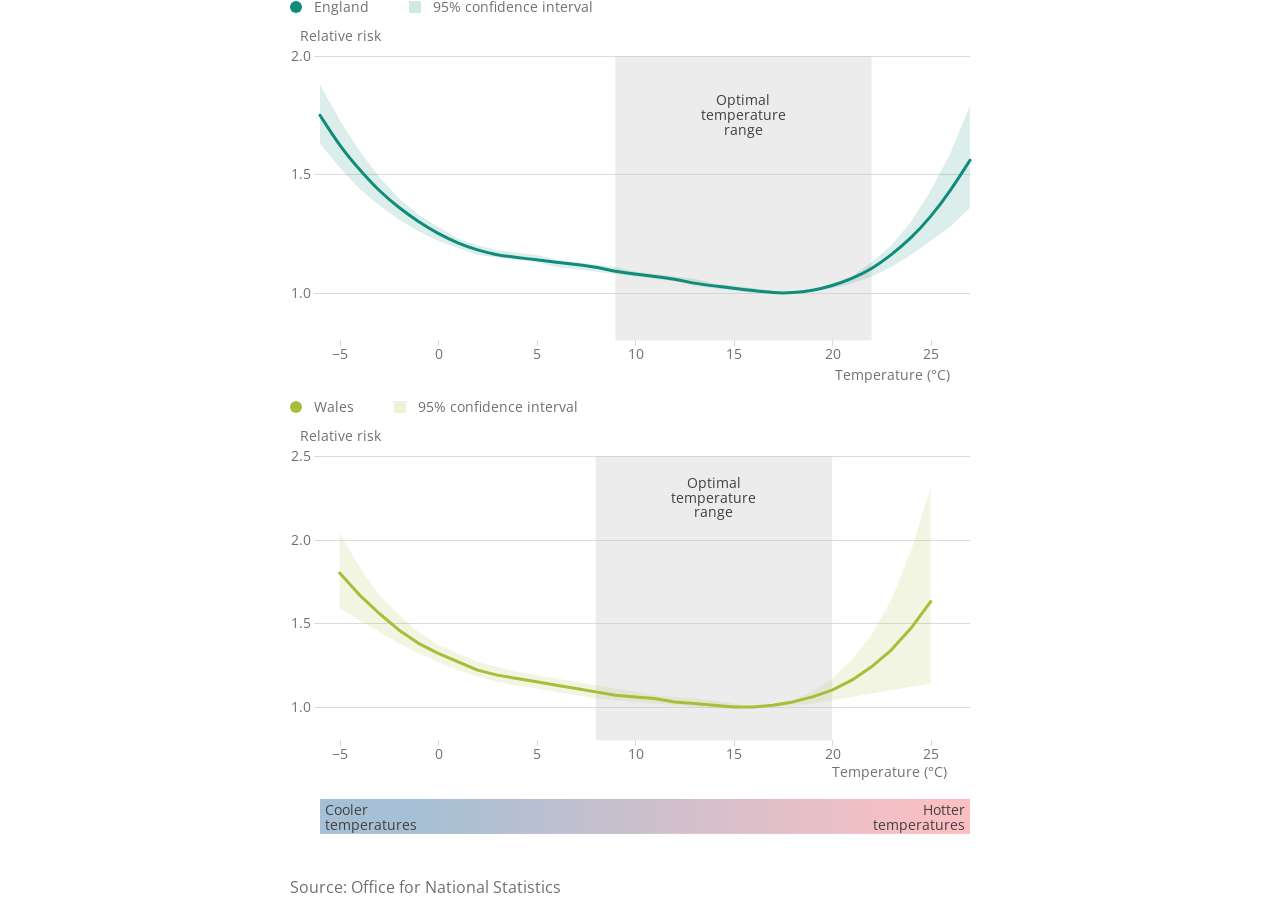 England 95% confidence interval
Relative risk
2.0
Optimal
temperature
range
1.5
1.0
−5 0 5 10 15 20 25
Temperature (°C)
Wales 95% confidence interval
Relative risk
2.5
Optimal
temperature
range
2.0
1.5
1.0
−5 0 5 10 15 20 25
Temperature (°C)
Cooler Hotter
temperatures temperatures
Source: Office for National Statistics